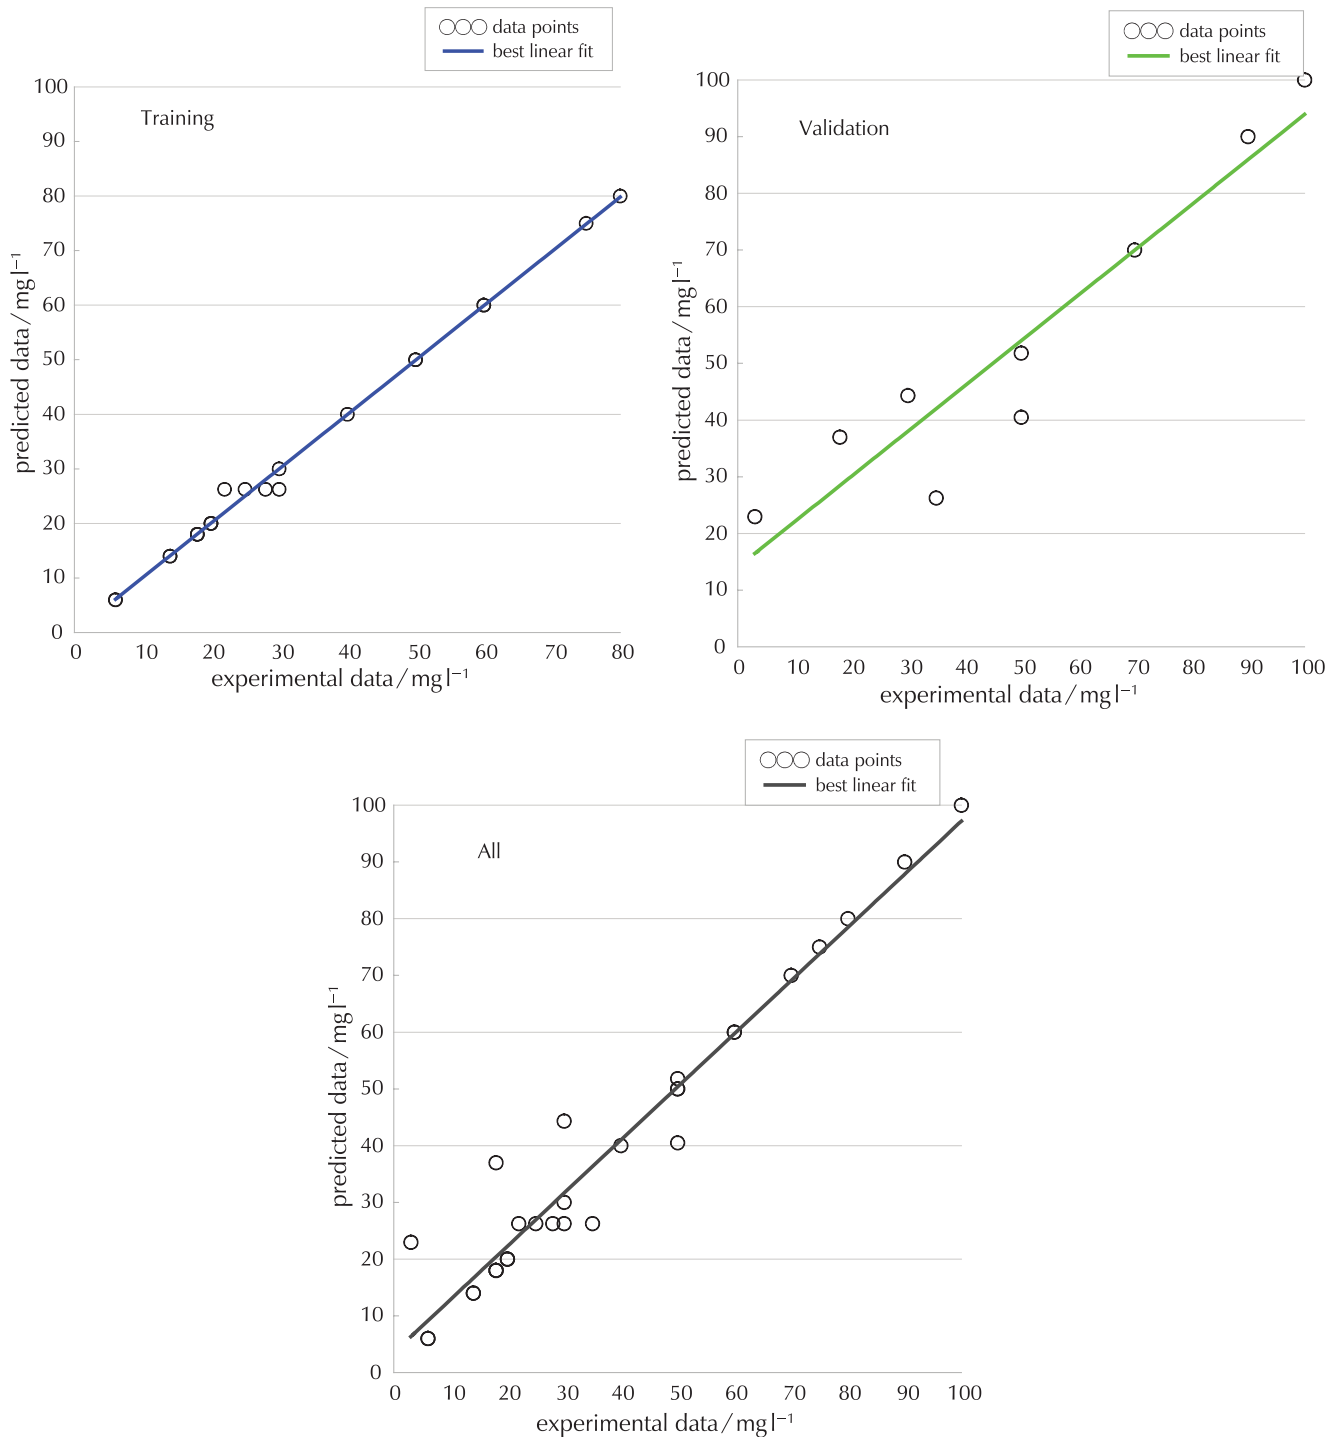 data points
best linear fit
Training
100
90
80
70
60
50
40
30
20
10
0
predicted data / mg l⁻¹
0 10 20 30 40 50 60 70 80
experimental data / mg l⁻¹
data points
best linear fit
Validation
100
90
80
70
60
50
40
30
20
10
0
predicted data / mg l⁻¹
0 10 20 30 40 50 60 70 80 90 100
experimental data / mg l⁻¹
data points
best linear fit
All
100
90
80
70
60
50
40
30
20
10
0
predicted data / mg l⁻¹
0 10 20 30 40 50 60 70 80 90 100
experimental data / mg l⁻¹